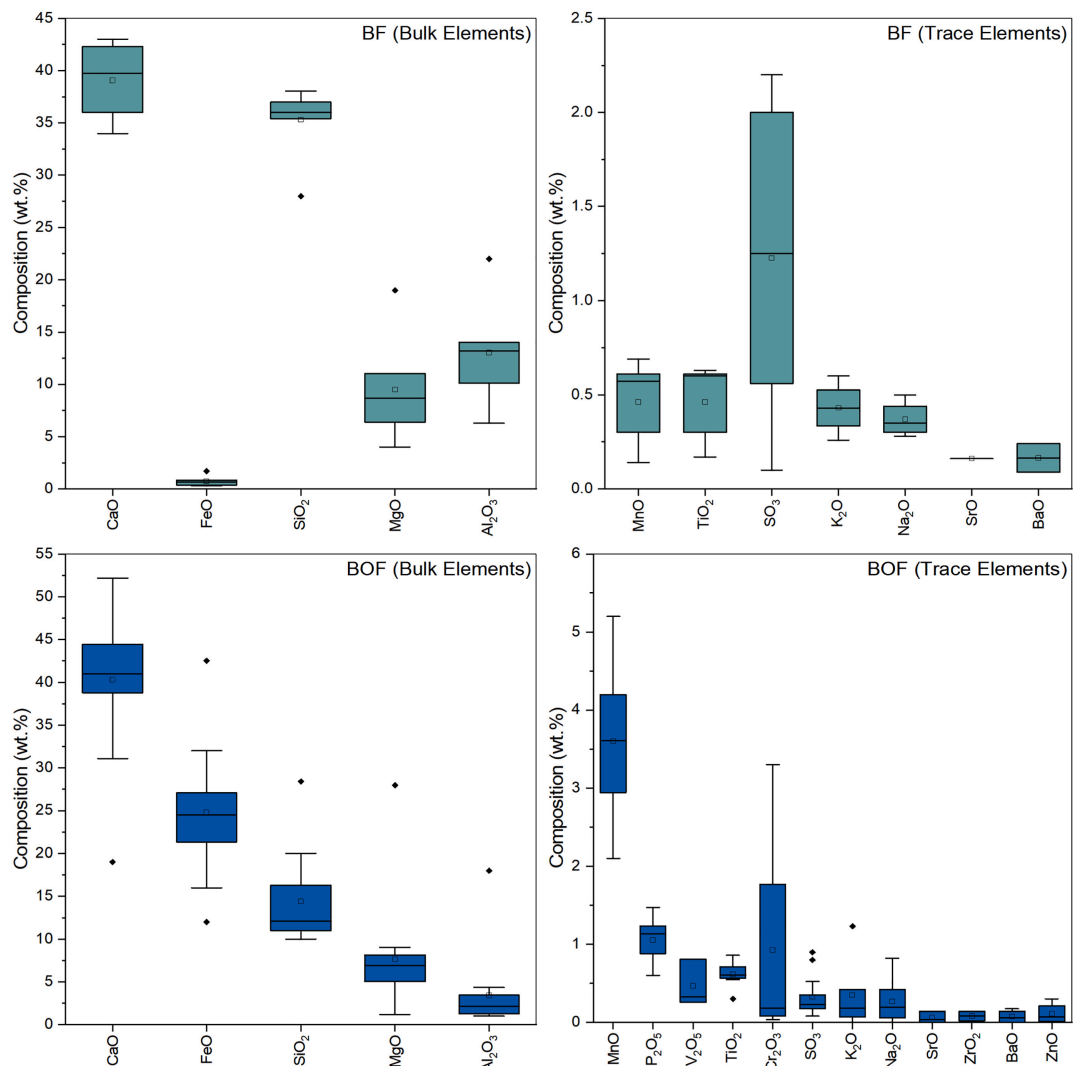 BF (Bulk Elements)
Composition (wt.%)
45
40
35
30
25
20
15
10
5
0
CaO
FeO
SiO₂
MgO
Al₂O₃
BF (Trace Elements)
Composition (wt.%)
2.5
2.0
1.5
1.0
0.5
0.0
MnO
TiO₂
SO₃
K₂O
Na₂O
SrO
BaO
BOF (Bulk Elements)
Composition (wt.%)
55
50
45
40
35
30
25
20
15
10
5
0
CaO
FeO
SiO₂
MgO
Al₂O₃
BOF (Trace Elements)
Composition (wt.%)
6
5
4
3
2
1
0
MnO
P₂O₅
V₂O₅
TiO₂
Cr₂O₃
SO₃
K₂O
Na₂O
SrO
ZrO₂
BaO
ZnO